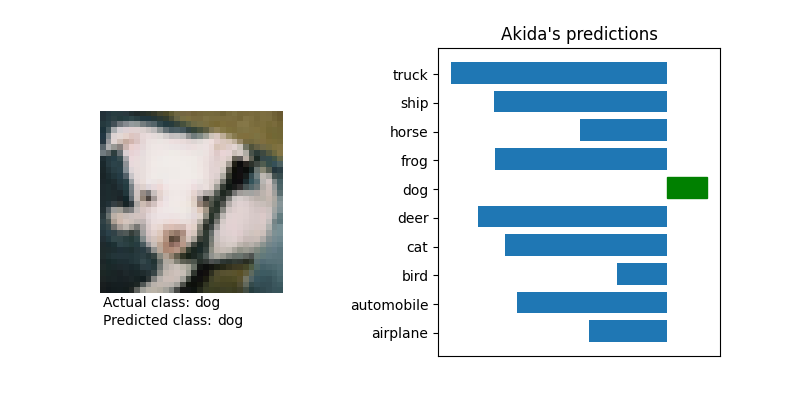 Akida's predictions
truck
ship
horse
frog
dog
deer
cat
bird
automobile
airplane
Actual class: dog
Predicted class: dog